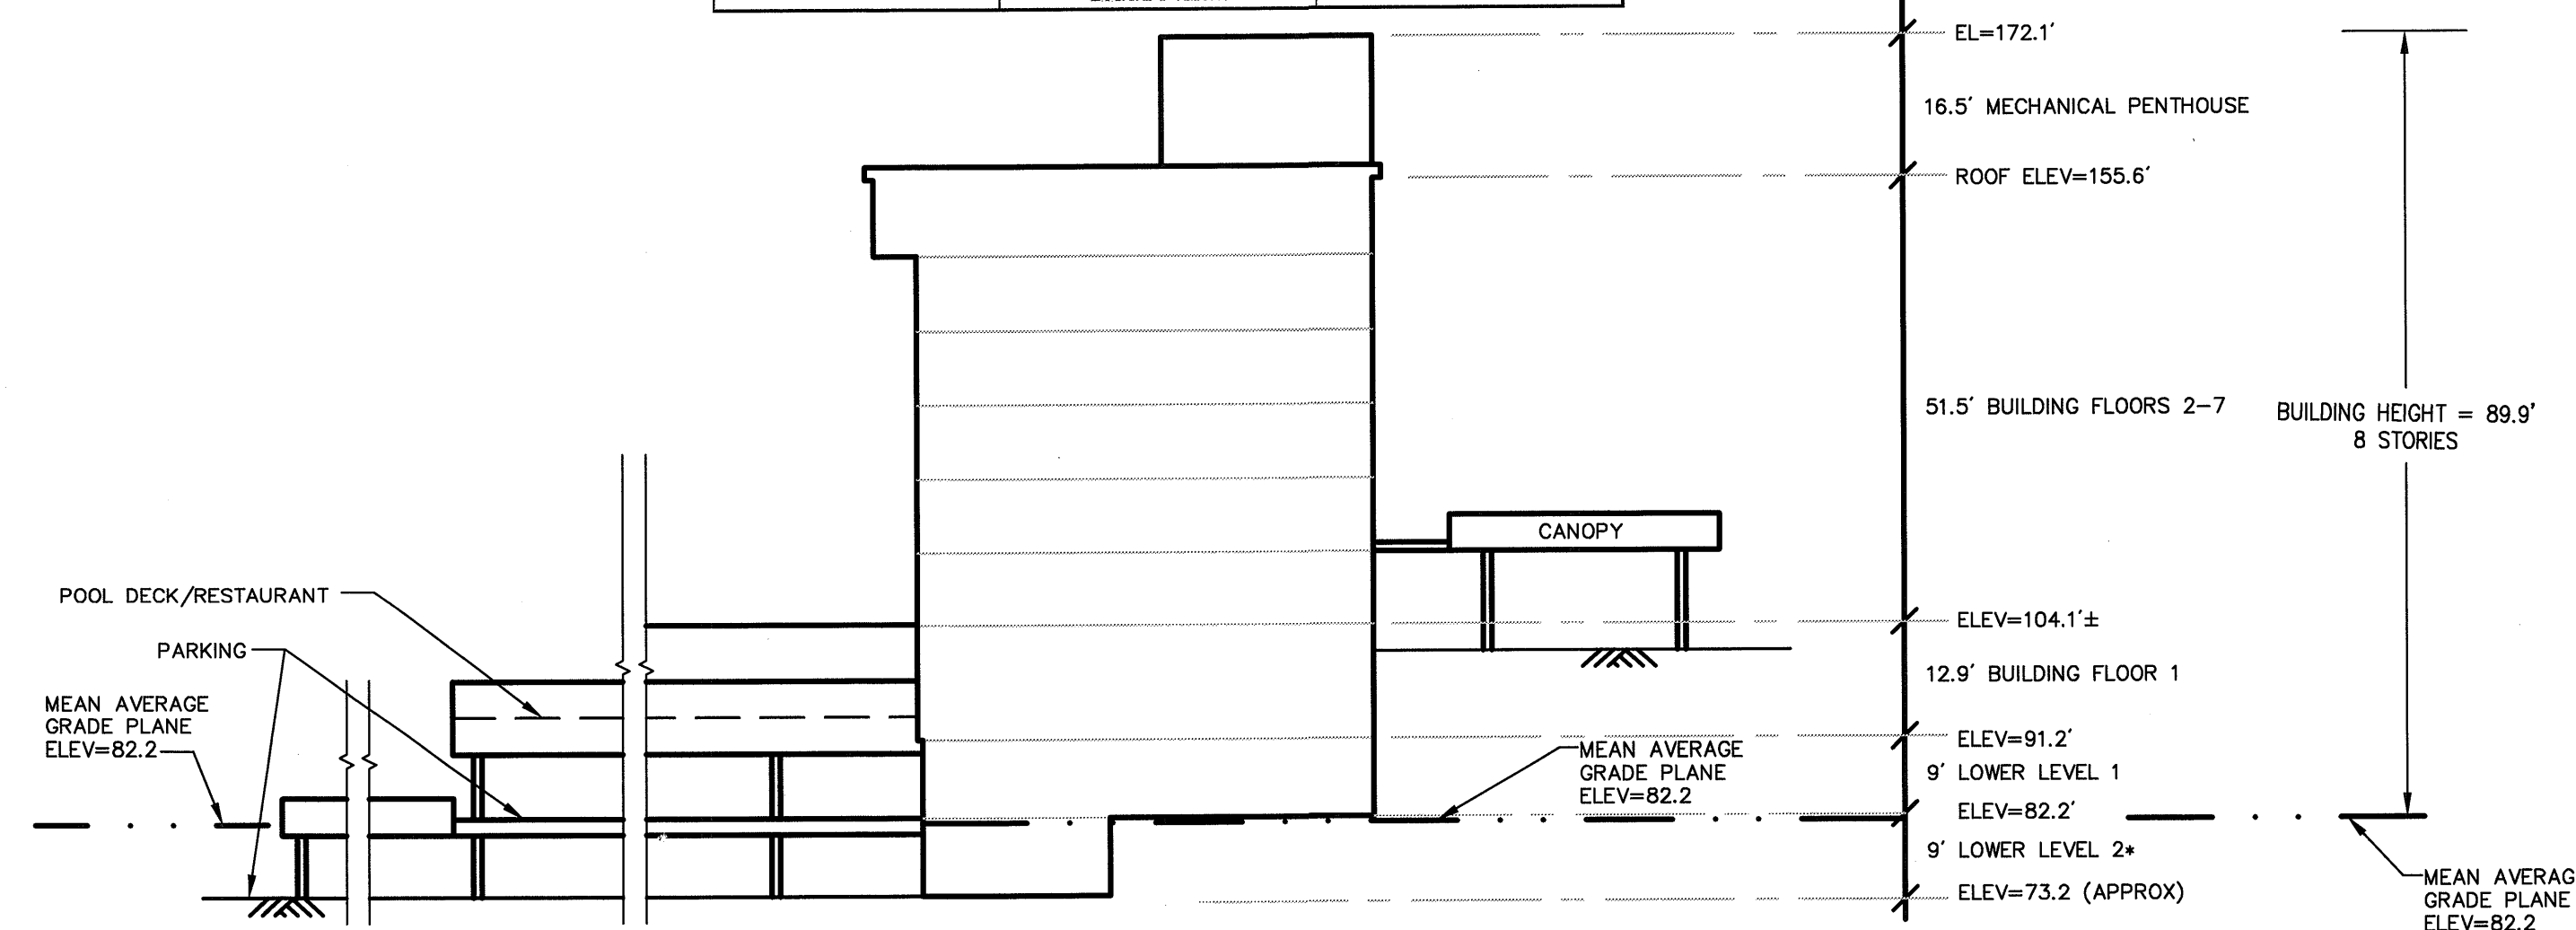 EL=172.1'
16.5' MECHANICAL PENTHOUSE
ROOF ELEV=155.6'
51.5' BUILDING FLOORS 2-7
BUILDING HEIGHT = 89.9'
8 STORIES
CANOPY
POOL DECK/RESTAURANT
PARKING
MEAN AVERAGE
GRADE PLANE
ELEV=82.2
ELEV=104.1'±
12.9' BUILDING FLOOR 1
ELEV=91.2'
MEAN AVERAGE
GRADE PLANE
ELEV=82.2
9' LOWER LEVEL 1
ELEV=82.2'
9' LOWER LEVEL 2*
ELEV=73.2 (APPROX)
MEAN AVERAG
GRADE PLANE
ELEV=82.2